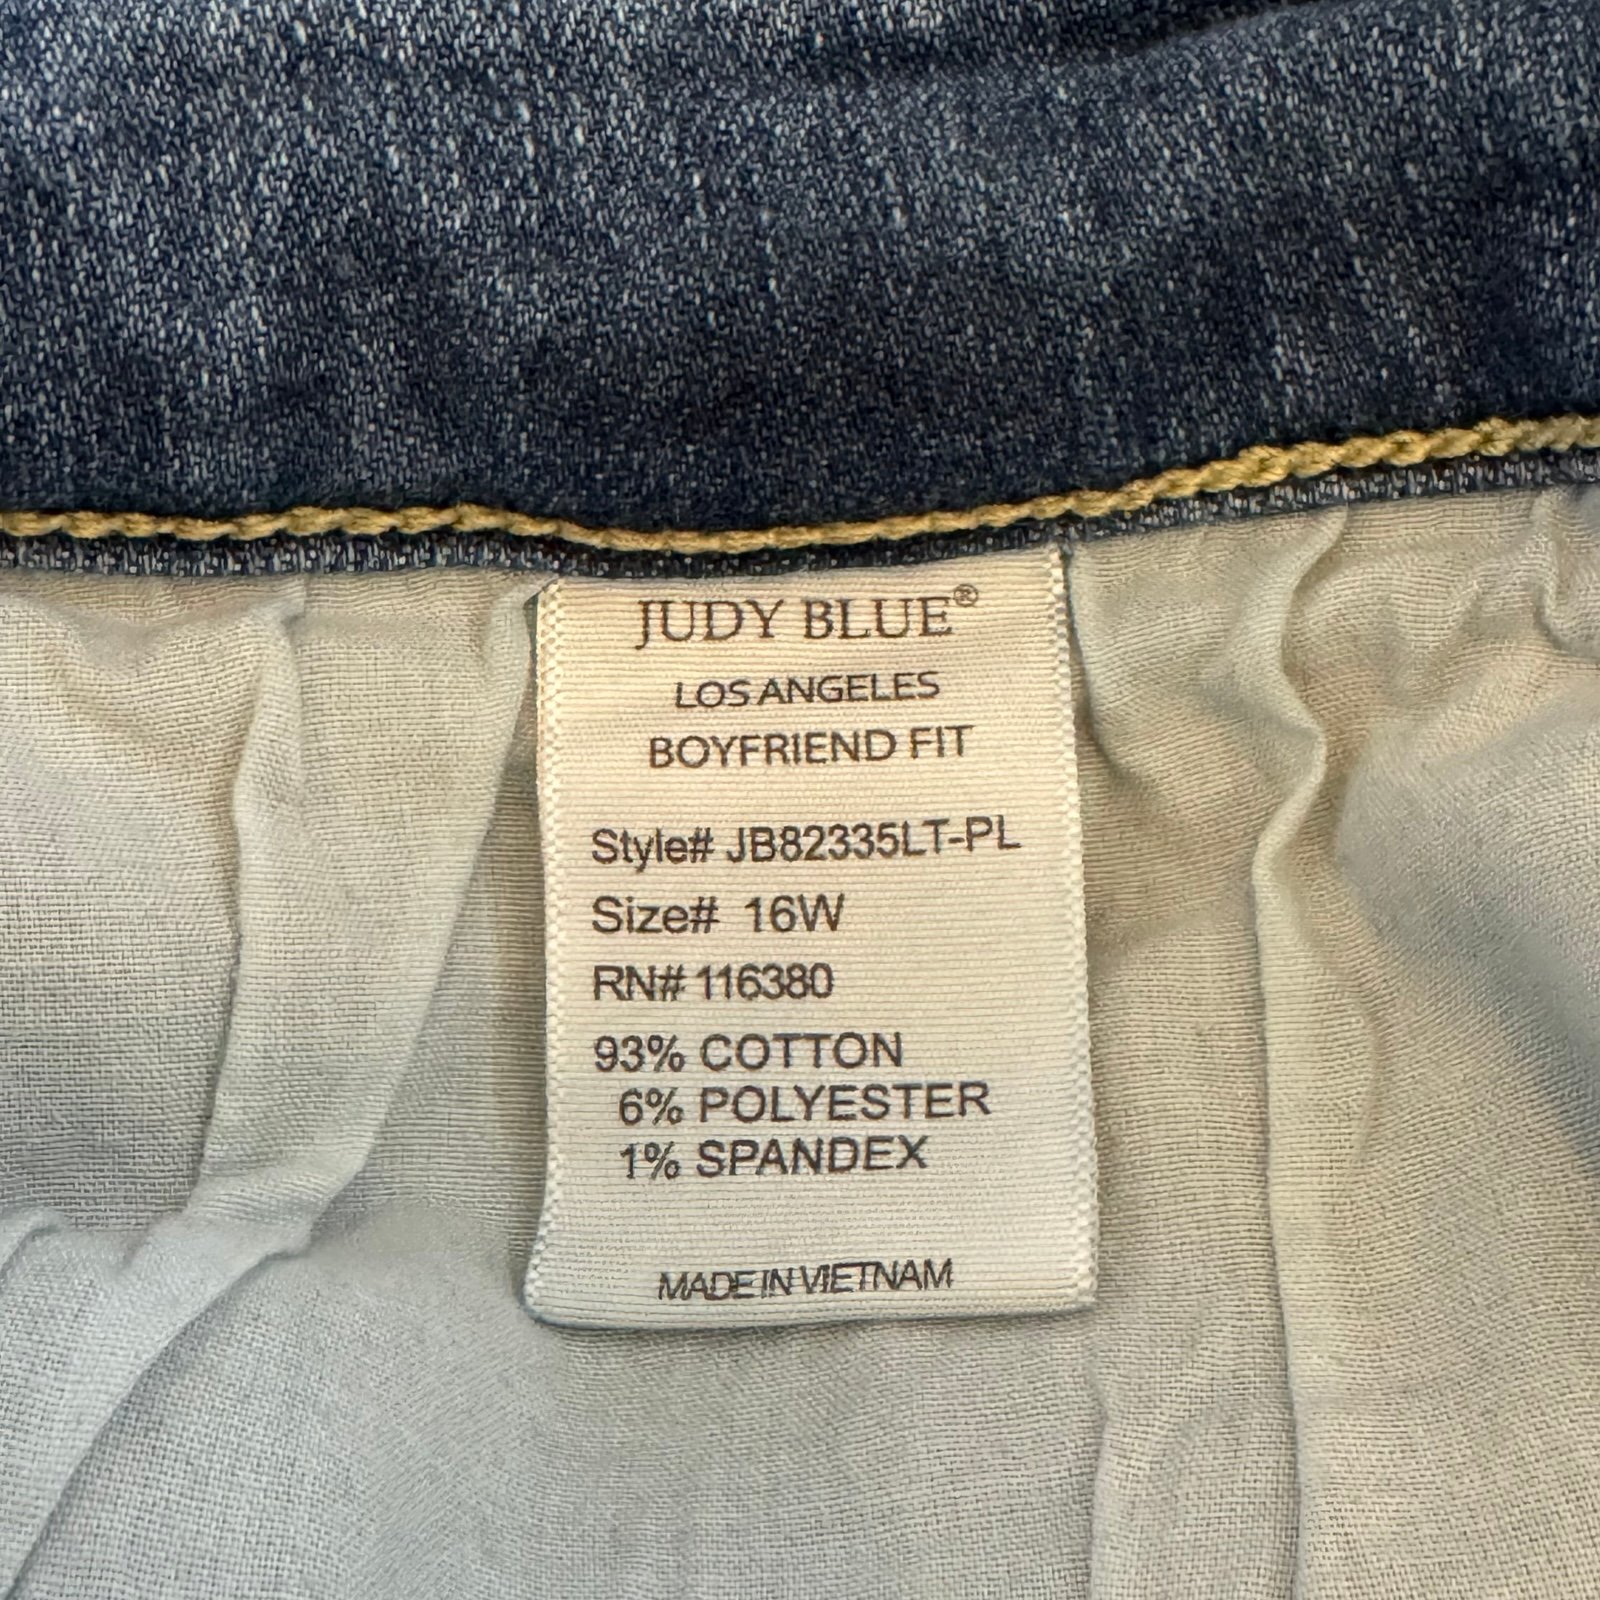 JUDY BLUE®
LOS ANGELES
BOYFRIEND FIT
Style# JB82335LT-PL
Size# 16W
RN# 116380
93% COTTON
6% POLYESTER
1% SPANDEX
MADE IN VIETNAM